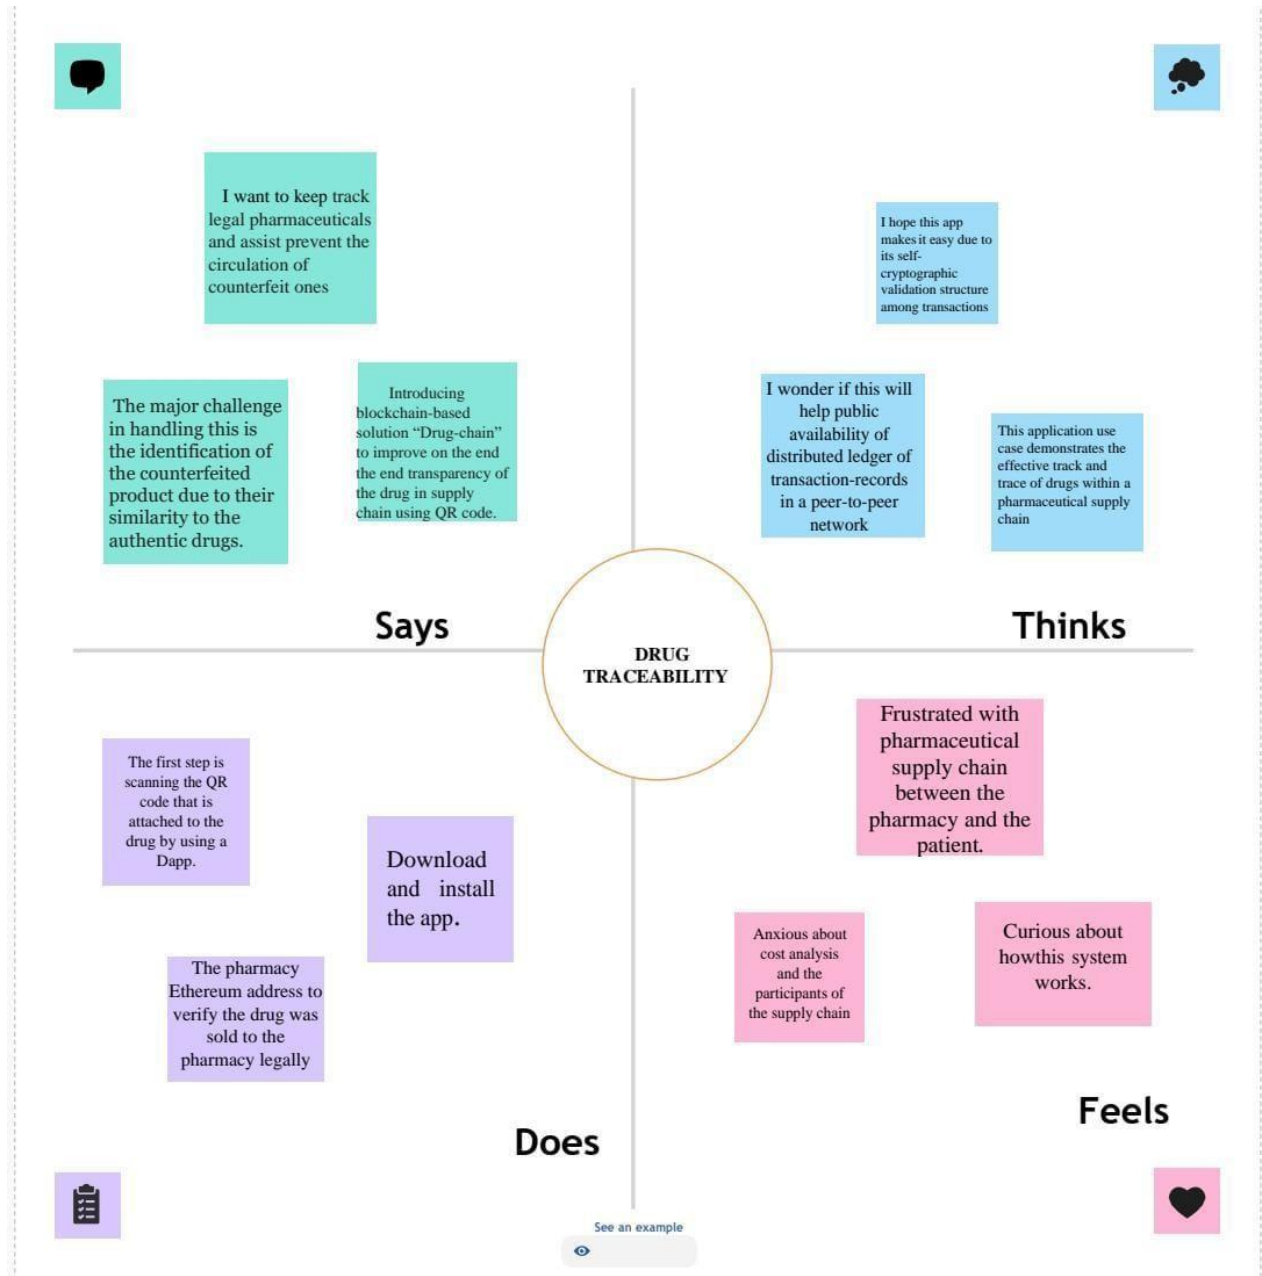 I want to keep track
legal pharmaceuticals
and assist prevent the
circulation of
counterfeit ones
The major challenge
in handling this is
the identification of
the counterfeited
product due to their
similarity to the
authentic drugs.
Introducing
blockchain-based
solution “Drug-chain”
to improve on the end
the end transparency of
the drug in supply
chain using QR code.
Says
I hope this app
makes it easy due to
its self-
cryptographic
validation structure
among transactions
I wonder if this will
help public
availability of
distributed ledger of
transaction-records
in a peer-to-peer
network
This application use
case demonstrates the
effective track and
trace of drugs within a
pharmaceutical supply
chain
Thinks
DRUG
TRACEABILITY
The first step is
scanning the QR
code that is
attached to the
drug by using a
Dapp.
Download
and install
the app.
The pharmacy
Ethereum address to
verify the drug was
sold to the
pharmacy legally
Does
Frustrated with
pharmaceutical
supply chain
between the
pharmacy and the
patient.
Anxious about
cost analysis
and the
participants of
the supply chain
Curious about
howthis system
works.
Feels
See an example